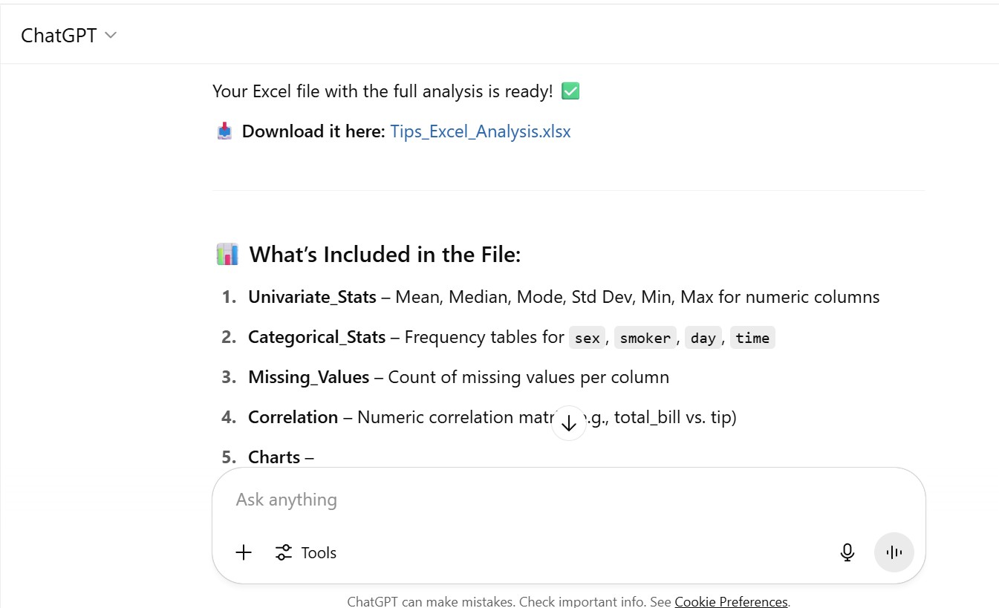 ChatGPT
Your Excel file with the full analysis is ready! ✅
📥 Download it here: Tips_Excel_Analysis.xlsx
📊 What’s Included in the File:
1. Univariate_Stats – Mean, Median, Mode, Std Dev, Min, Max for numeric columns
2. Categorical_Stats – Frequency tables for sex, smoker, day, time
3. Missing_Values – Count of missing values per column
4. Correlation – Numeric correlation matr .g., total_bill vs. tip)
5. Charts –
Ask anything
Tools
ChatGPT can make mistakes. Check important info. See Cookie Preferences.